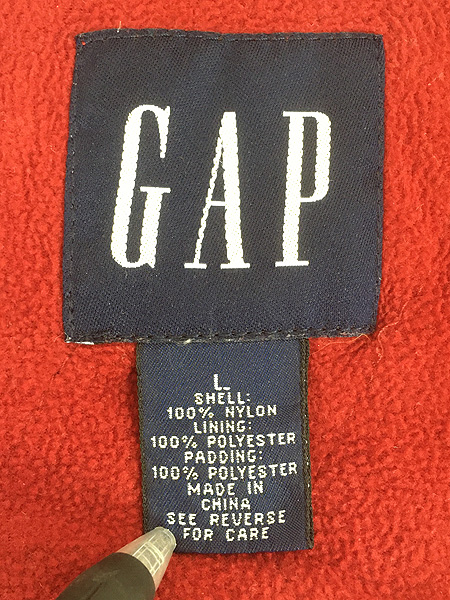 GAP
L
SHELL:
100% NYLON
LINING:
100% POLYESTER
PADDING:
100% POLYESTER
MADE IN
CHINA
SEE REVERSE
FOR CARE